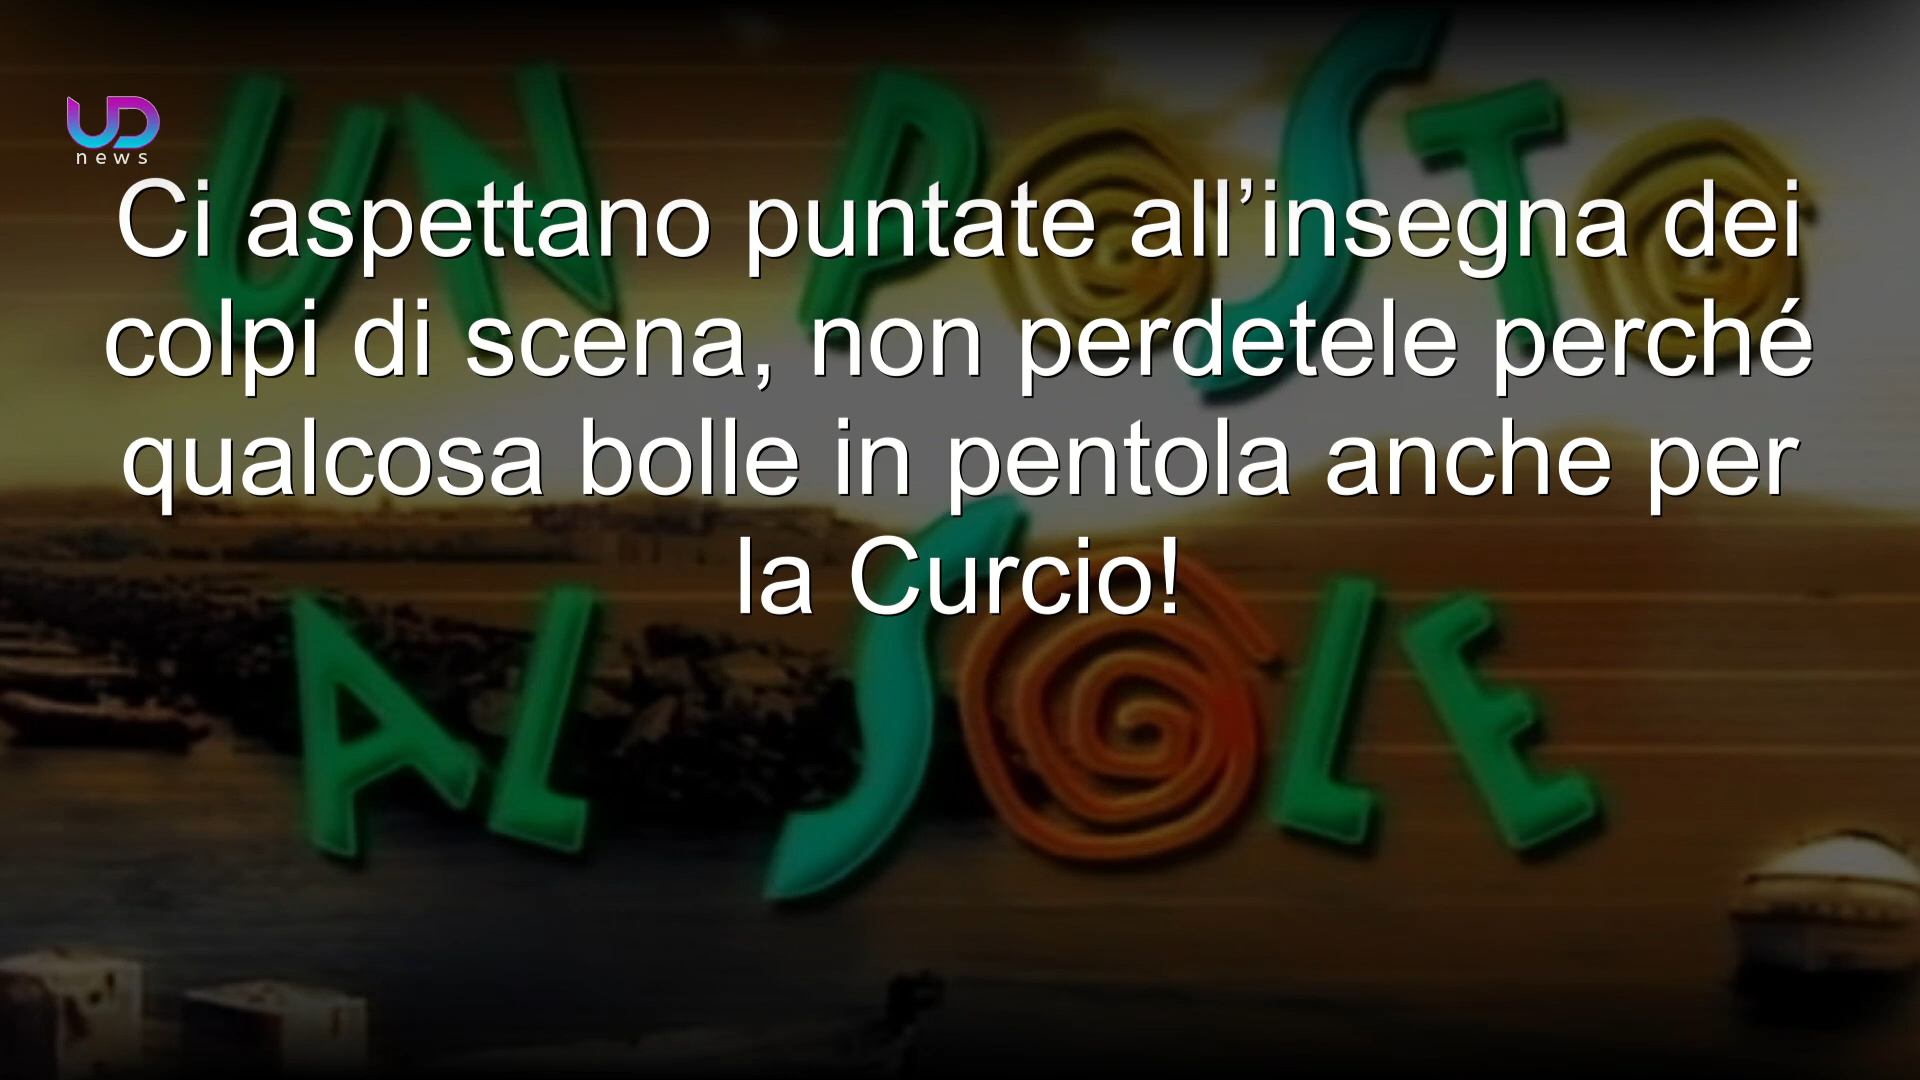 UD
news
UN POSTO
Ci aspettano puntate all’insegna dei
colpi di scena, non perdetele perché
qualcosa bolle in pentola anche per
la Curcio!
AL SOLE